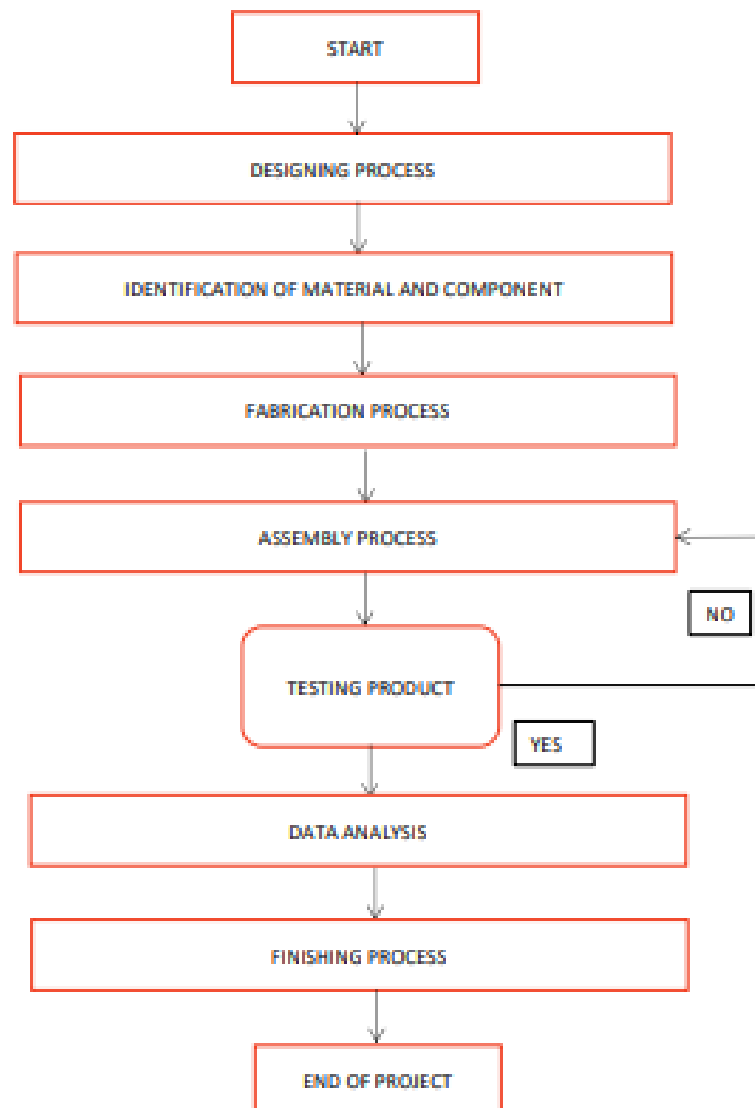 START
DESIGNING PROCESS
IDENTIFICATION OF MATERIAL AND COMPONENT
FABRICATION PROCESS
ASSEMBLY PROCESS
NO
TESTING PRODUCT
YES
DATA ANALYSIS
FINISHING PROCESS
END OF PROJECT